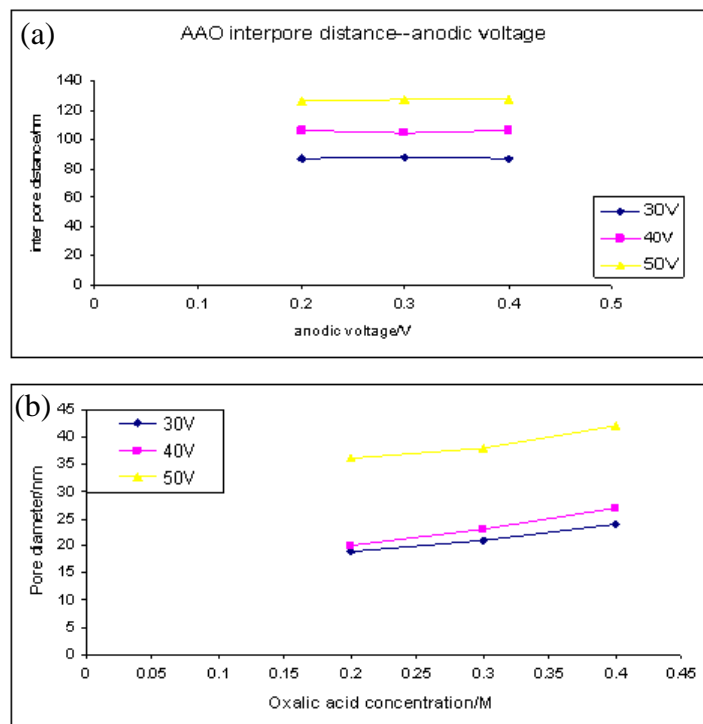 (a)
AAO interpore distance--anodic voltage
inter pore distance/nm
140
120
100
80
60
40
20
0
0
0.1
0.2
0.3
0.4
0.5
anodic voltage/V
30V
40V
50V
(b)
Pore diameter/nm
45
40
35
30
25
20
15
10
5
0
30V
40V
50V
0
0.05
0.1
0.15
0.2
0.25
0.3
0.35
0.4
0.45
Oxalic acid concentration/M